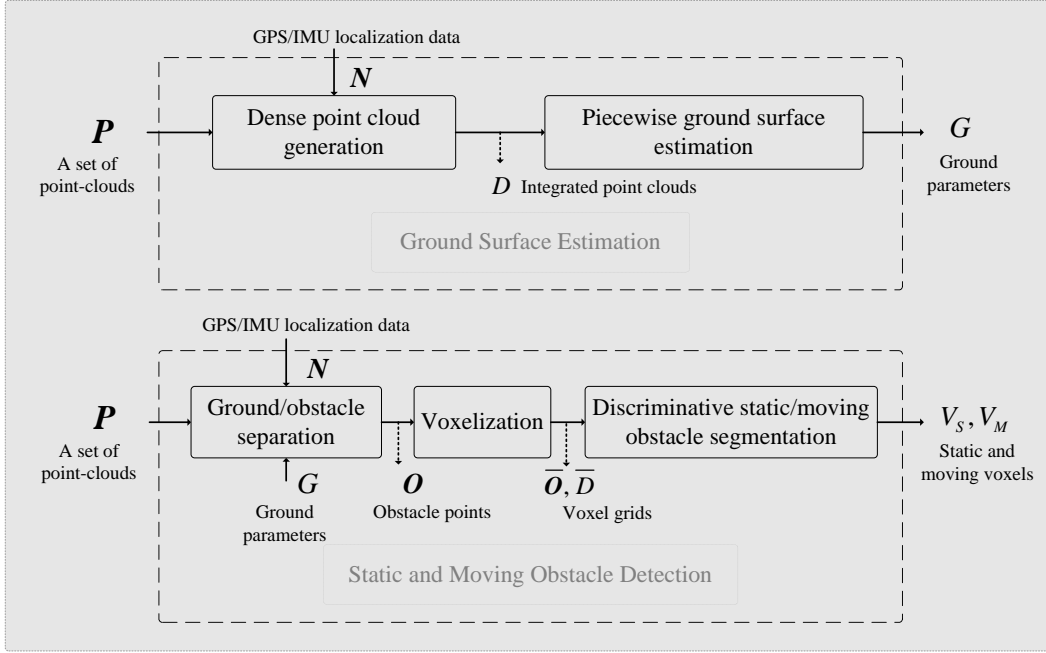 GPS/IMU localization data
N
P
A set of
point-clouds
Dense point cloud
generation
D Integrated point clouds
Piecewise ground surface
estimation
G
Ground
parameters
Ground Surface Estimation
GPS/IMU localization data
N
P
A set of
point-clouds
Ground/obstacle
separation
G
Ground
parameters
O
Obstacle points
Voxelization
O̅, D̅
Voxel grids
Discriminative static/moving
obstacle segmentation
V_S, V_M
Static and
moving voxels
Static and Moving Obstacle Detection